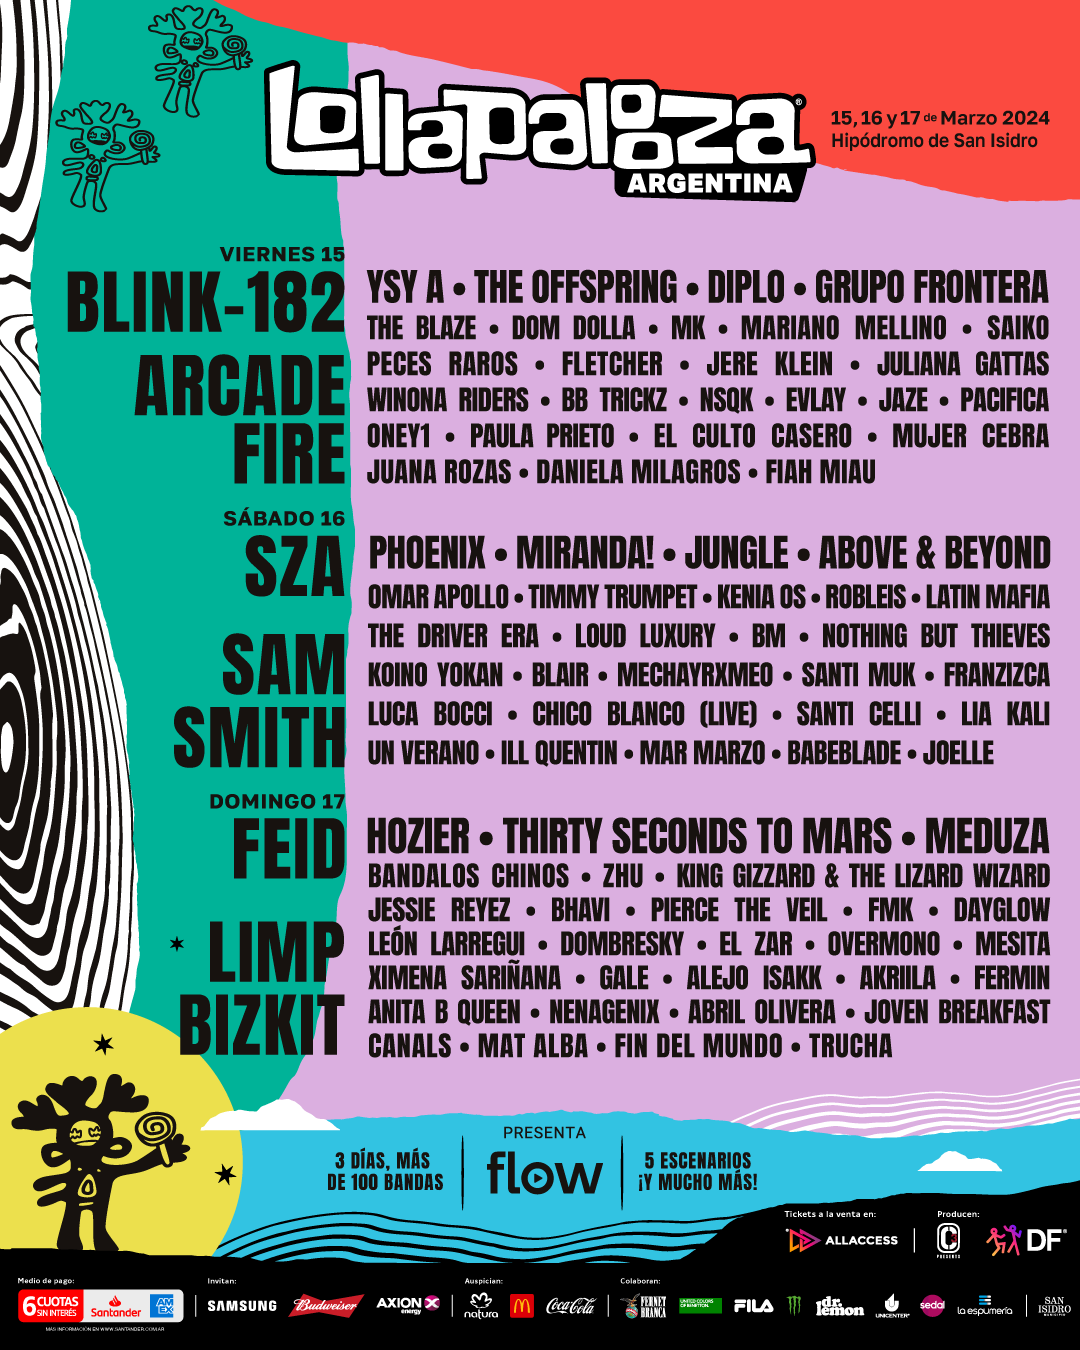 Lollapalooza®
ARGENTINA
15, 16 y 17 de Marzo 2024
Hipódromo de San Isidro
VIERNES 15
BLINK-182
ARCADE
FIRE
YSY A • THE OFFSPRING • DIPLO • GRUPO FRONTERA
THE BLAZE • DOM DOLLA • MK • MARIANO MELLINO • SAIKO
PECES RAROS • FLETCHER • JERE KLEIN • JULIANA GATTAS
WINONA RIDERS • BB TRICKZ • NSQK • EVLAY • JAZE • PACIFICA
ONEY1 • PAULA PRIETO • EL CULTO CASERO • MUJER CEBRA
JUANA ROZAS • DANIELA MILAGROS • FIAH MIAU
SÁBADO 16
SZA
SAM
SMITH
PHOENIX • MIRANDA! • JUNGLE • ABOVE & BEYOND
OMAR APOLLO • TIMMY TRUMPET • KENIA OS • ROBLEIS • LATIN MAFIA
THE DRIVER ERA • LOUD LUXURY • BM • NOTHING BUT THIEVES
KOINO YOKAN • BLAIR • MECHAYRXMEO • SANTI MUK • FRANZIZCA
LUCA BOCCI • CHICO BLANCO (LIVE) • SANTI CELLI • LIA KALI
UN VERANO • ILL QUENTIN • MAR MARZO • BABEBLADE • JOELLE
DOMINGO 17
FEID
LIMP
BIZKIT
HOZIER • THIRTY SECONDS TO MARS • MEDUZA
BANDALOS CHINOS • ZHU • KING GIZZARD & THE LIZARD WIZARD
JESSIE REYEZ • BHAVI • PIERCE THE VEIL • FMK • DAYGLOW
LEÓN LARREGUI • DOMBRESKY • EL ZAR • OVERMONO • MESITA
XIMENA SARIÑANA • GALE • ALEJO ISAKK • AKRIILA • FERMIN
ANITA B QUEEN • NENAGENIX • ABRIL OLIVERA • JOVEN BREAKFAST
CANALS • MAT ALBA • FIN DEL MUNDO • TRUCHA
3 DÍAS, MÁS
DE 100 BANDAS
PRESENTA
flow
5 ESCENARIOS
¡Y MUCHO MÁS!
Tickets a la venta en:
ALLACCESS
Producen:
C
PRESENTS
DF
Medio de pago:
6 CUOTAS
SIN INTERÉS
Santander
AMEX
MÁS INFORMACIÓN EN WWW.SANTANDER.COM.AR
Invitan:
SAMSUNG
Budweiser
AXION
energy
Auspician:
natura
Coca-Cola
Colaboran:
FERNET
BRANCA
UNITED COLORS
OF BENETTON.
FILA
dr.
lemon
UNICENTER
sedal
la espumería
SAN
ISIDRO
MUNICIPIO